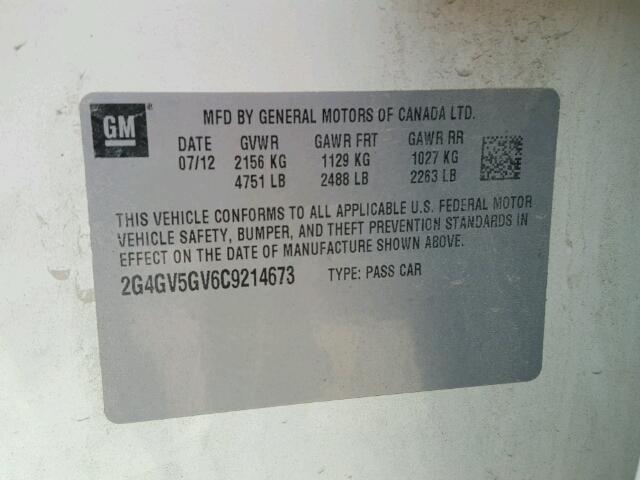 GM ®
MFD BY GENERAL MOTORS OF CANADA LTD.
DATE GVWR GAWR FRT GAWR RR
07/12 2156 KG 1129 KG 1027 KG
4751 LB 2488 LB 2263 LB
THIS VEHICLE CONFORMS TO ALL APPLICABLE U.S. FEDERAL MOTOR
VEHICLE SAFETY, BUMPER, AND THEFT PREVENTION STANDARDS IN
EFFECT ON THE DATE OF MANUFACTURE SHOWN ABOVE.
2G4GV5GV6C9214673 TYPE: PASS CAR